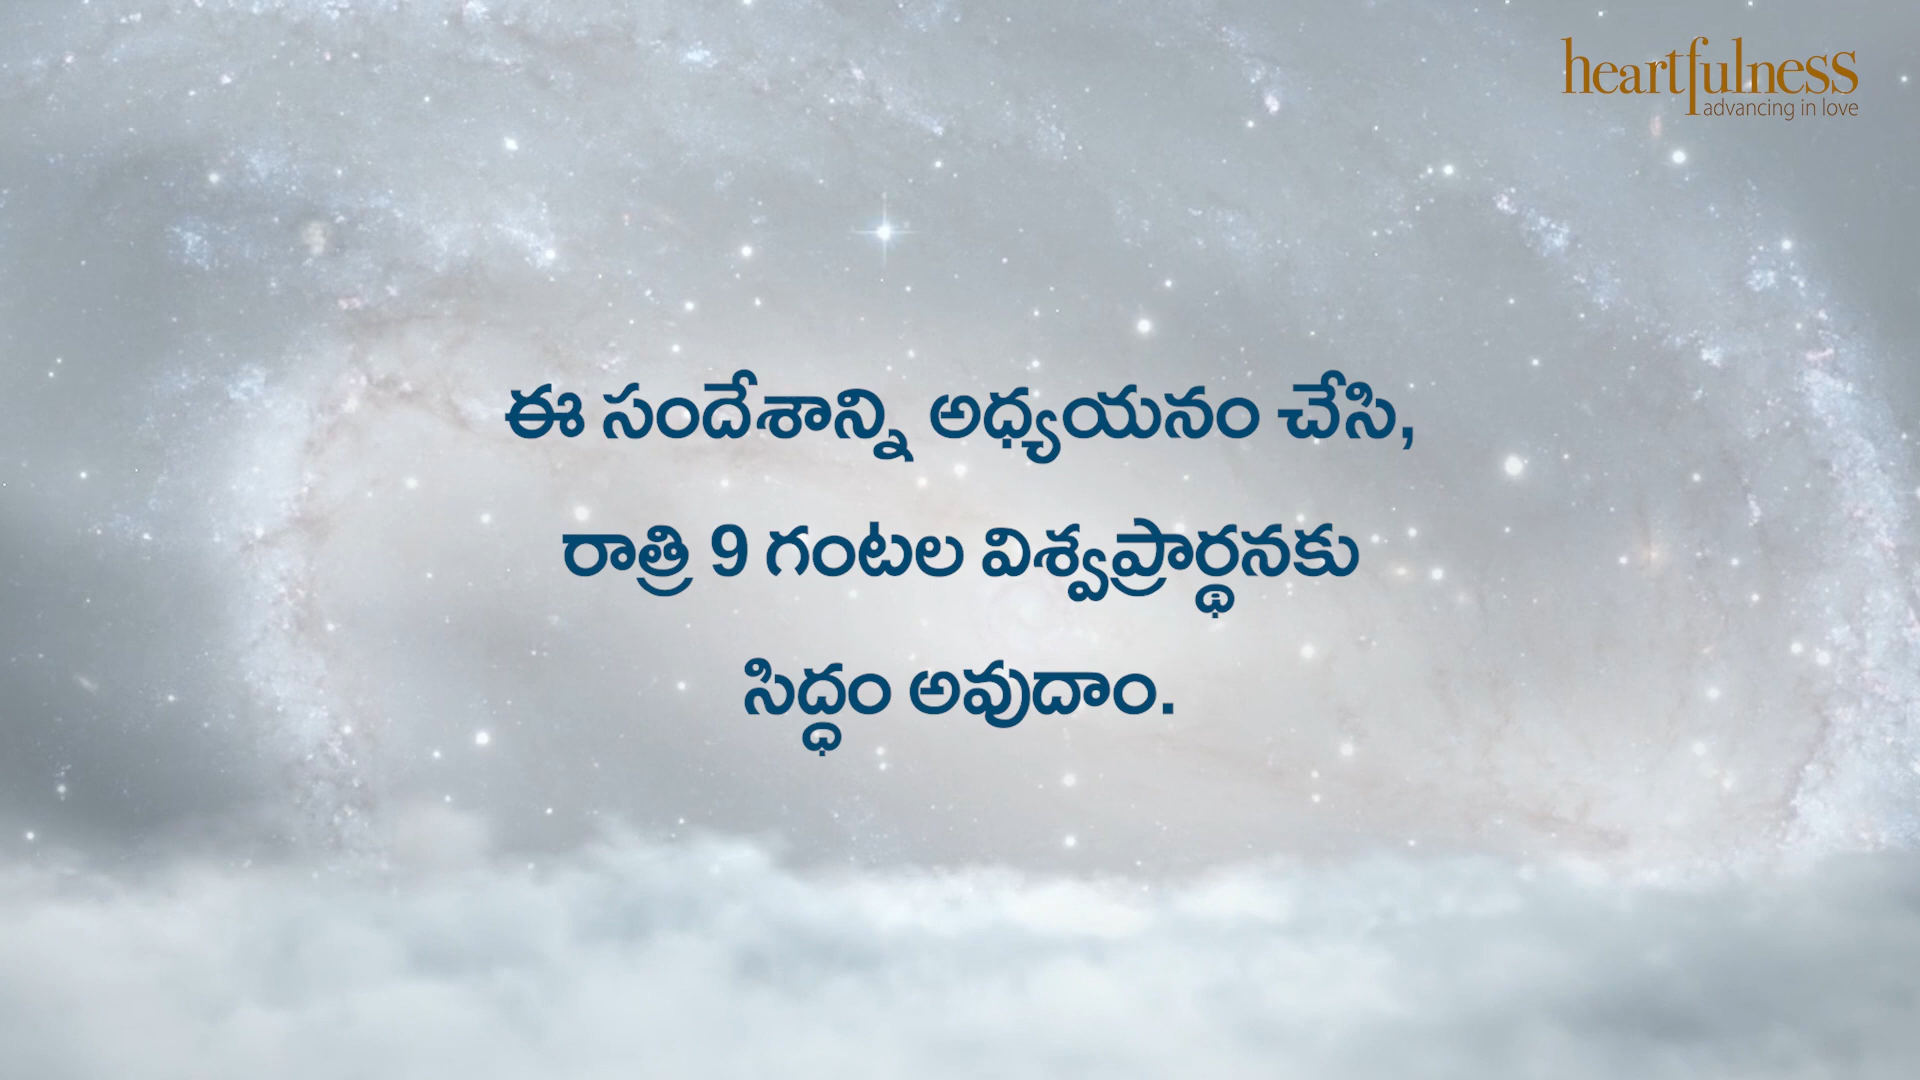 heartfulness
advancing in love
ఈ సందేశాన్ని అధ్యయనం చేసి,
రాత్రి 9 గంటల విశ్వప్రార్థనకు
సిద్ధం అవుదాం.